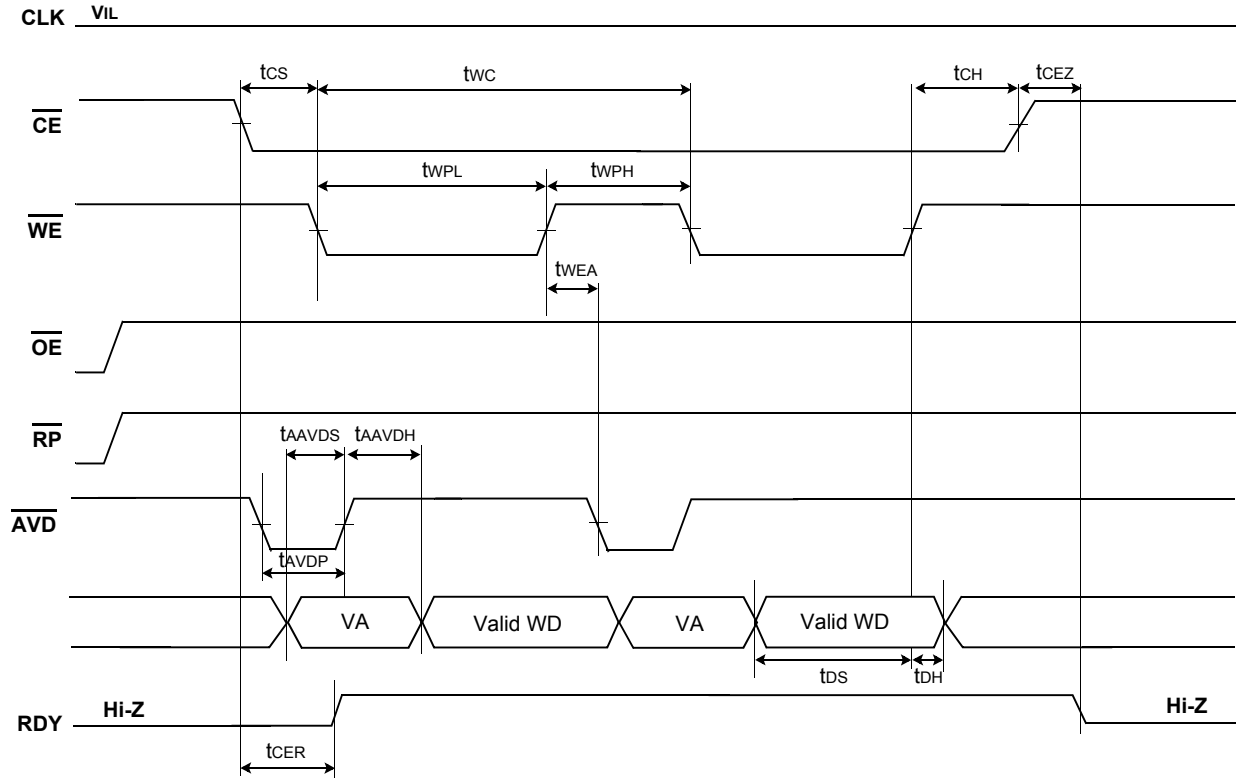 CLK VIL
tCS tWC tCH tCEZ
CE
tWPL tWPH
WE
tWEA
OE
RP
tAAVDS tAAVDH
AVD
tAVDP
VA Valid WD VA Valid WD
tDS tDH
RDY Hi-Z Hi-Z
tCER